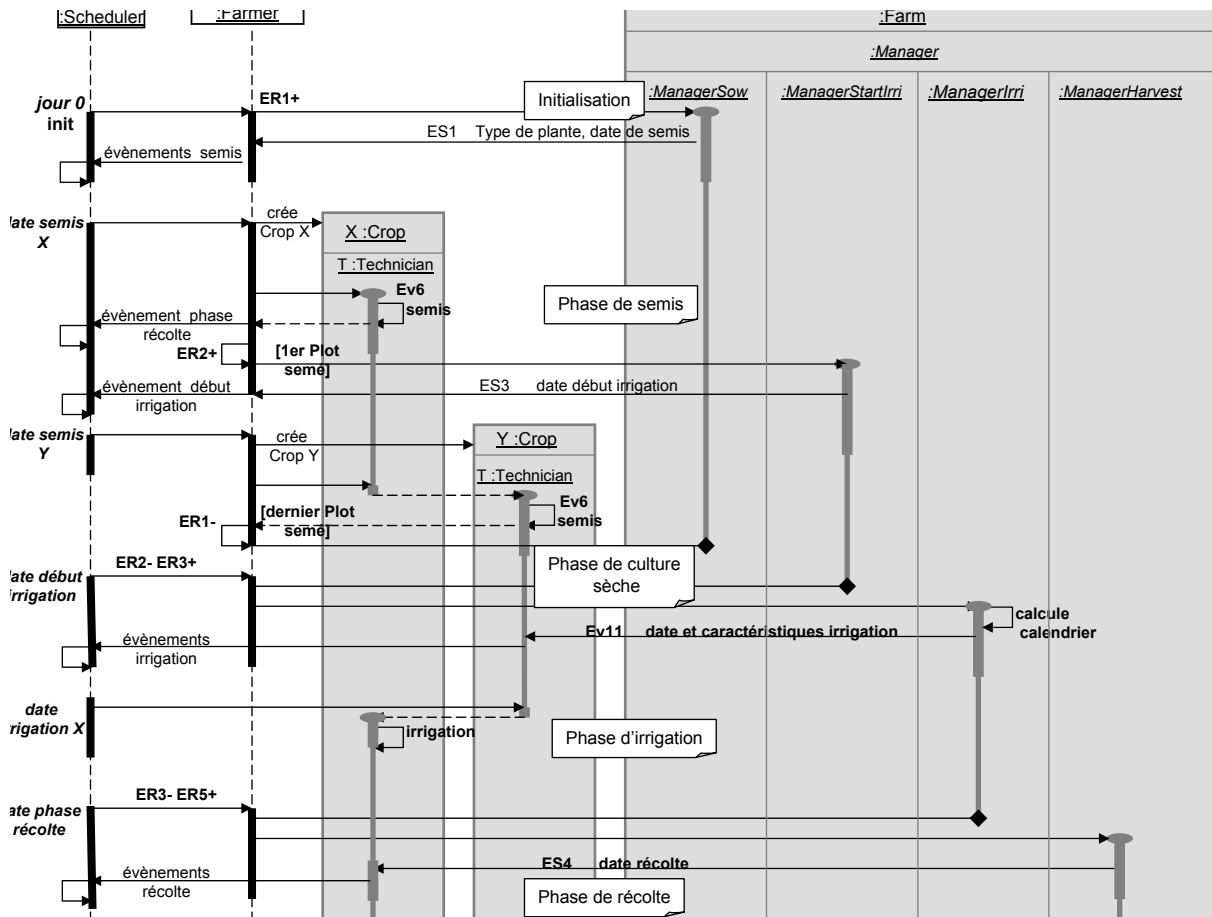 :Scheduler
:Farmer
:Farm
:Manager
:ManagerSow
:ManagerStartIrri
:ManagerIrri
:ManagerHarvest
jour 0
init
ER1+
Initialisation
ES1 Type de plante, date de semis
évènements semis
date semis
X
crée
Crop X
X :Crop
T :Technician
Ev6
semis
Phase de semis
évènement phase
récolte
ER2+
[1er Plot
semé]
évènement début
irrigation
ES3 date début irrigation
date semis
Y
crée
Crop Y
Y :Crop
T :Technician
Ev6
semis
ER1-
[dernier Plot
semé]
Phase de culture
sèche
ER2- ER3+
date début
irrigation
calcule
calendrier
Ev11 date et caractéristiques irrigation
évènements
irrigation
date
irrigation X
irrigation
Phase d'irrigation
ER3- ER5+
date phase
récolte
ES4 date récolte
évènements
récolte
Phase de récolte